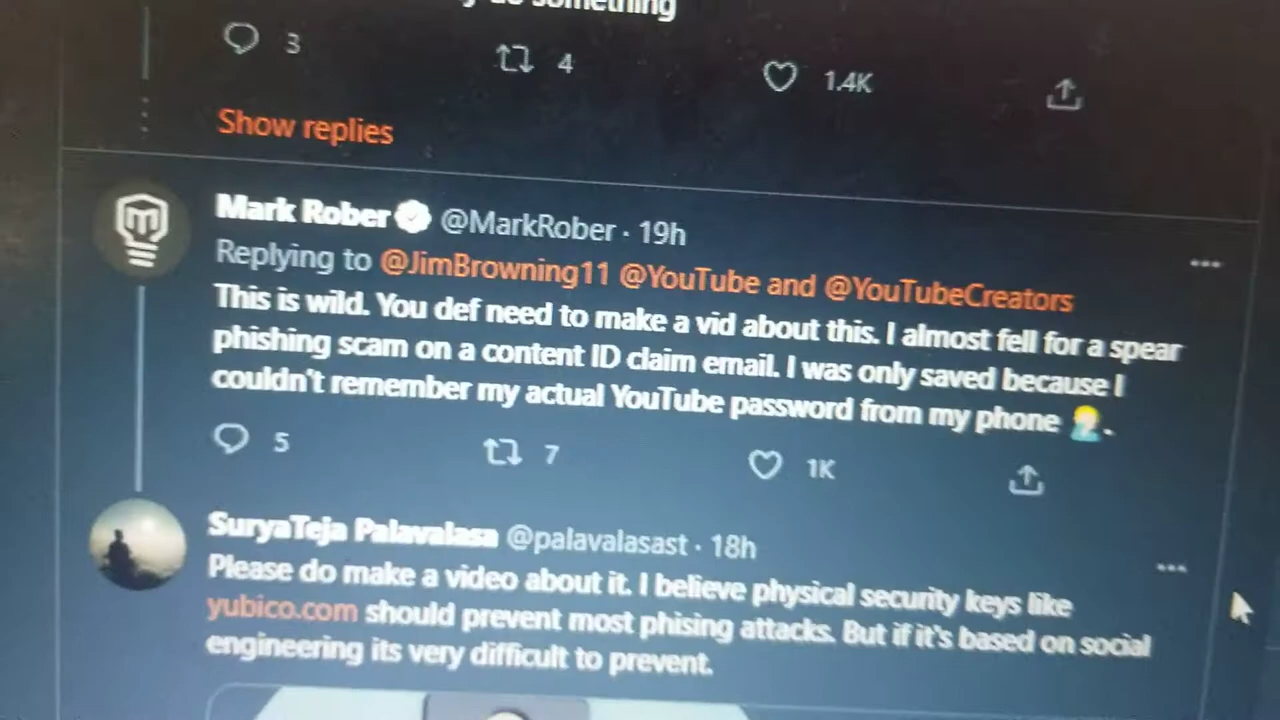 something
3 4 1.4K
Show replies
Mark Rober @MarkRober · 19h
Replying to @JimBrowning11 @YouTube and @YouTubeCreators
This is wild. You def need to make a vid about this. I almost fell for a spear
phishing scam on a content ID claim email. I was only saved because I
couldn't remember my actual YouTube password from my phone 🤦‍♂️.
5 7 1K
SuryaTeja Palavalasa @palavalasast · 18h
Please do make a video about it. I believe physical security keys like
yubico.com should prevent most phising attacks. But if it's based on social
engineering its very difficult to prevent.